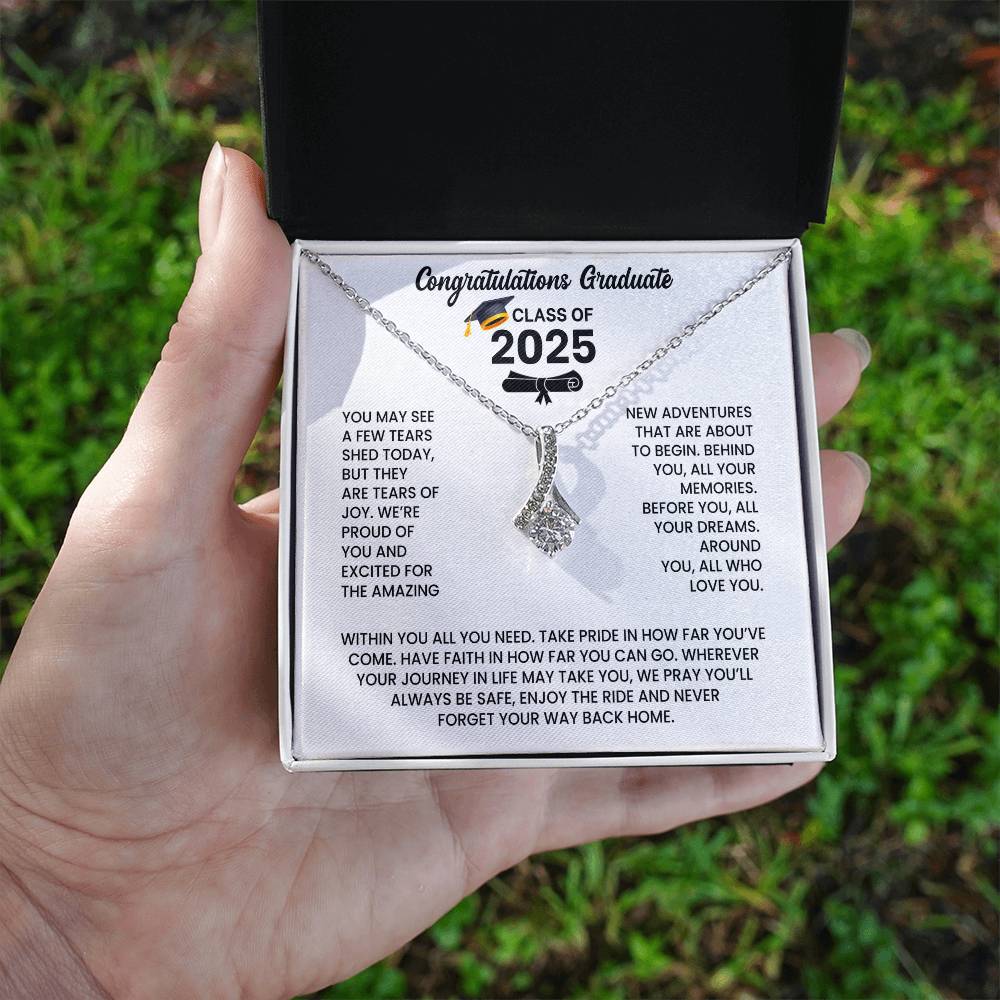 Congratulations Graduate
CLASS OF
2025
YOU MAY SEE
A FEW TEARS
SHED TODAY,
BUT THEY
ARE TEARS OF
JOY. WE'RE
PROUD OF
YOU AND
EXCITED FOR
THE AMAZING
NEW ADVENTURES
THAT ARE ABOUT
TO BEGIN. BEHIND
YOU, ALL YOUR
MEMORIES.
BEFORE YOU, ALL
YOUR DREAMS.
AROUND
YOU, ALL WHO
LOVE YOU.
WITHIN YOU ALL YOU NEED. TAKE PRIDE IN HOW FAR YOU'VE
COME. HAVE FAITH IN HOW FAR YOU CAN GO. WHEREVER
YOUR JOURNEY IN LIFE MAY TAKE YOU, WE PRAY YOU'LL
ALWAYS BE SAFE, ENJOY THE RIDE AND NEVER
FORGET YOUR WAY BACK HOME.